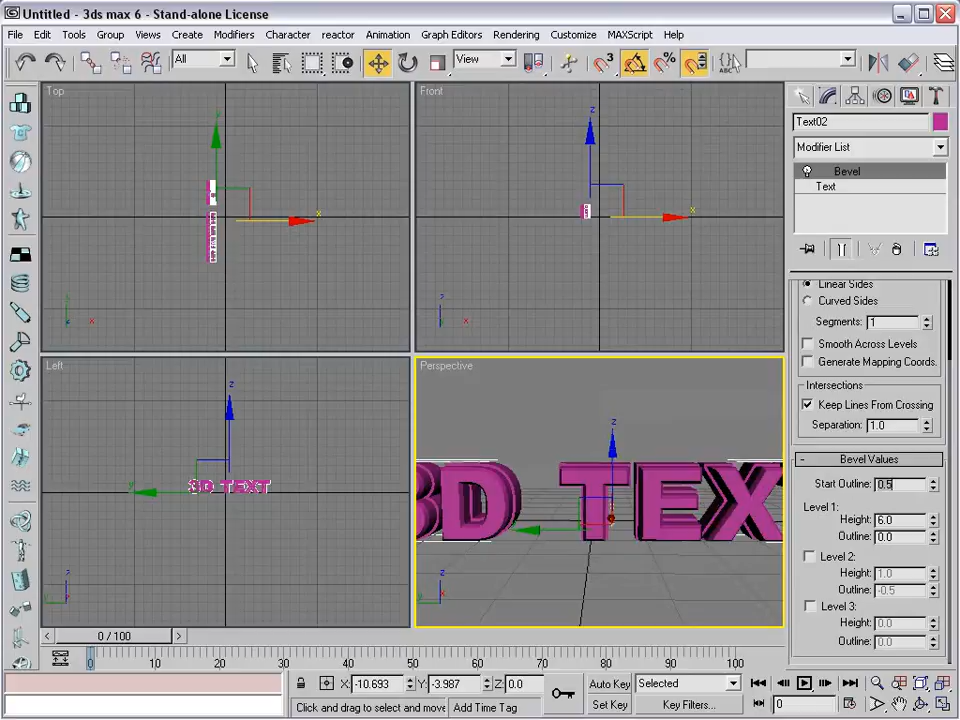 Untitled - 3ds max 6 - Stand-alone License
File Edit Tools Group Views Create Modifiers Character reactor Animation Graph Editors Rendering Customize MAXScript Help
All View
Top
y
x
z
x
Front
z
x
z
x
Left
z
y
3D TEXT
z
y
Perspective
z
3D TEXT
z
y
Text02
Modifier List
Bevel
Text
Linear Sides
Curved Sides
Segments: 1
Smooth Across Levels
Generate Mapping Coords.
Intersections
Keep Lines From Crossing
Separation: 1.0
- Bevel Values
Start Outline: 0.5
Level 1:
Height: 6.0
Outline: 0.0
Level 2:
Height: 1.0
Outline: -0.5
Level 3:
Height: 0.0
Outline: 0.0
< 0 / 100 >
0 10 20 30 40 50 60 70 80 90 100
X: -10.693 Y: -3.987 Z: 0.0 Auto Key Selected
Click and drag to select and move Add Time Tag Set Key Key Filters... 0